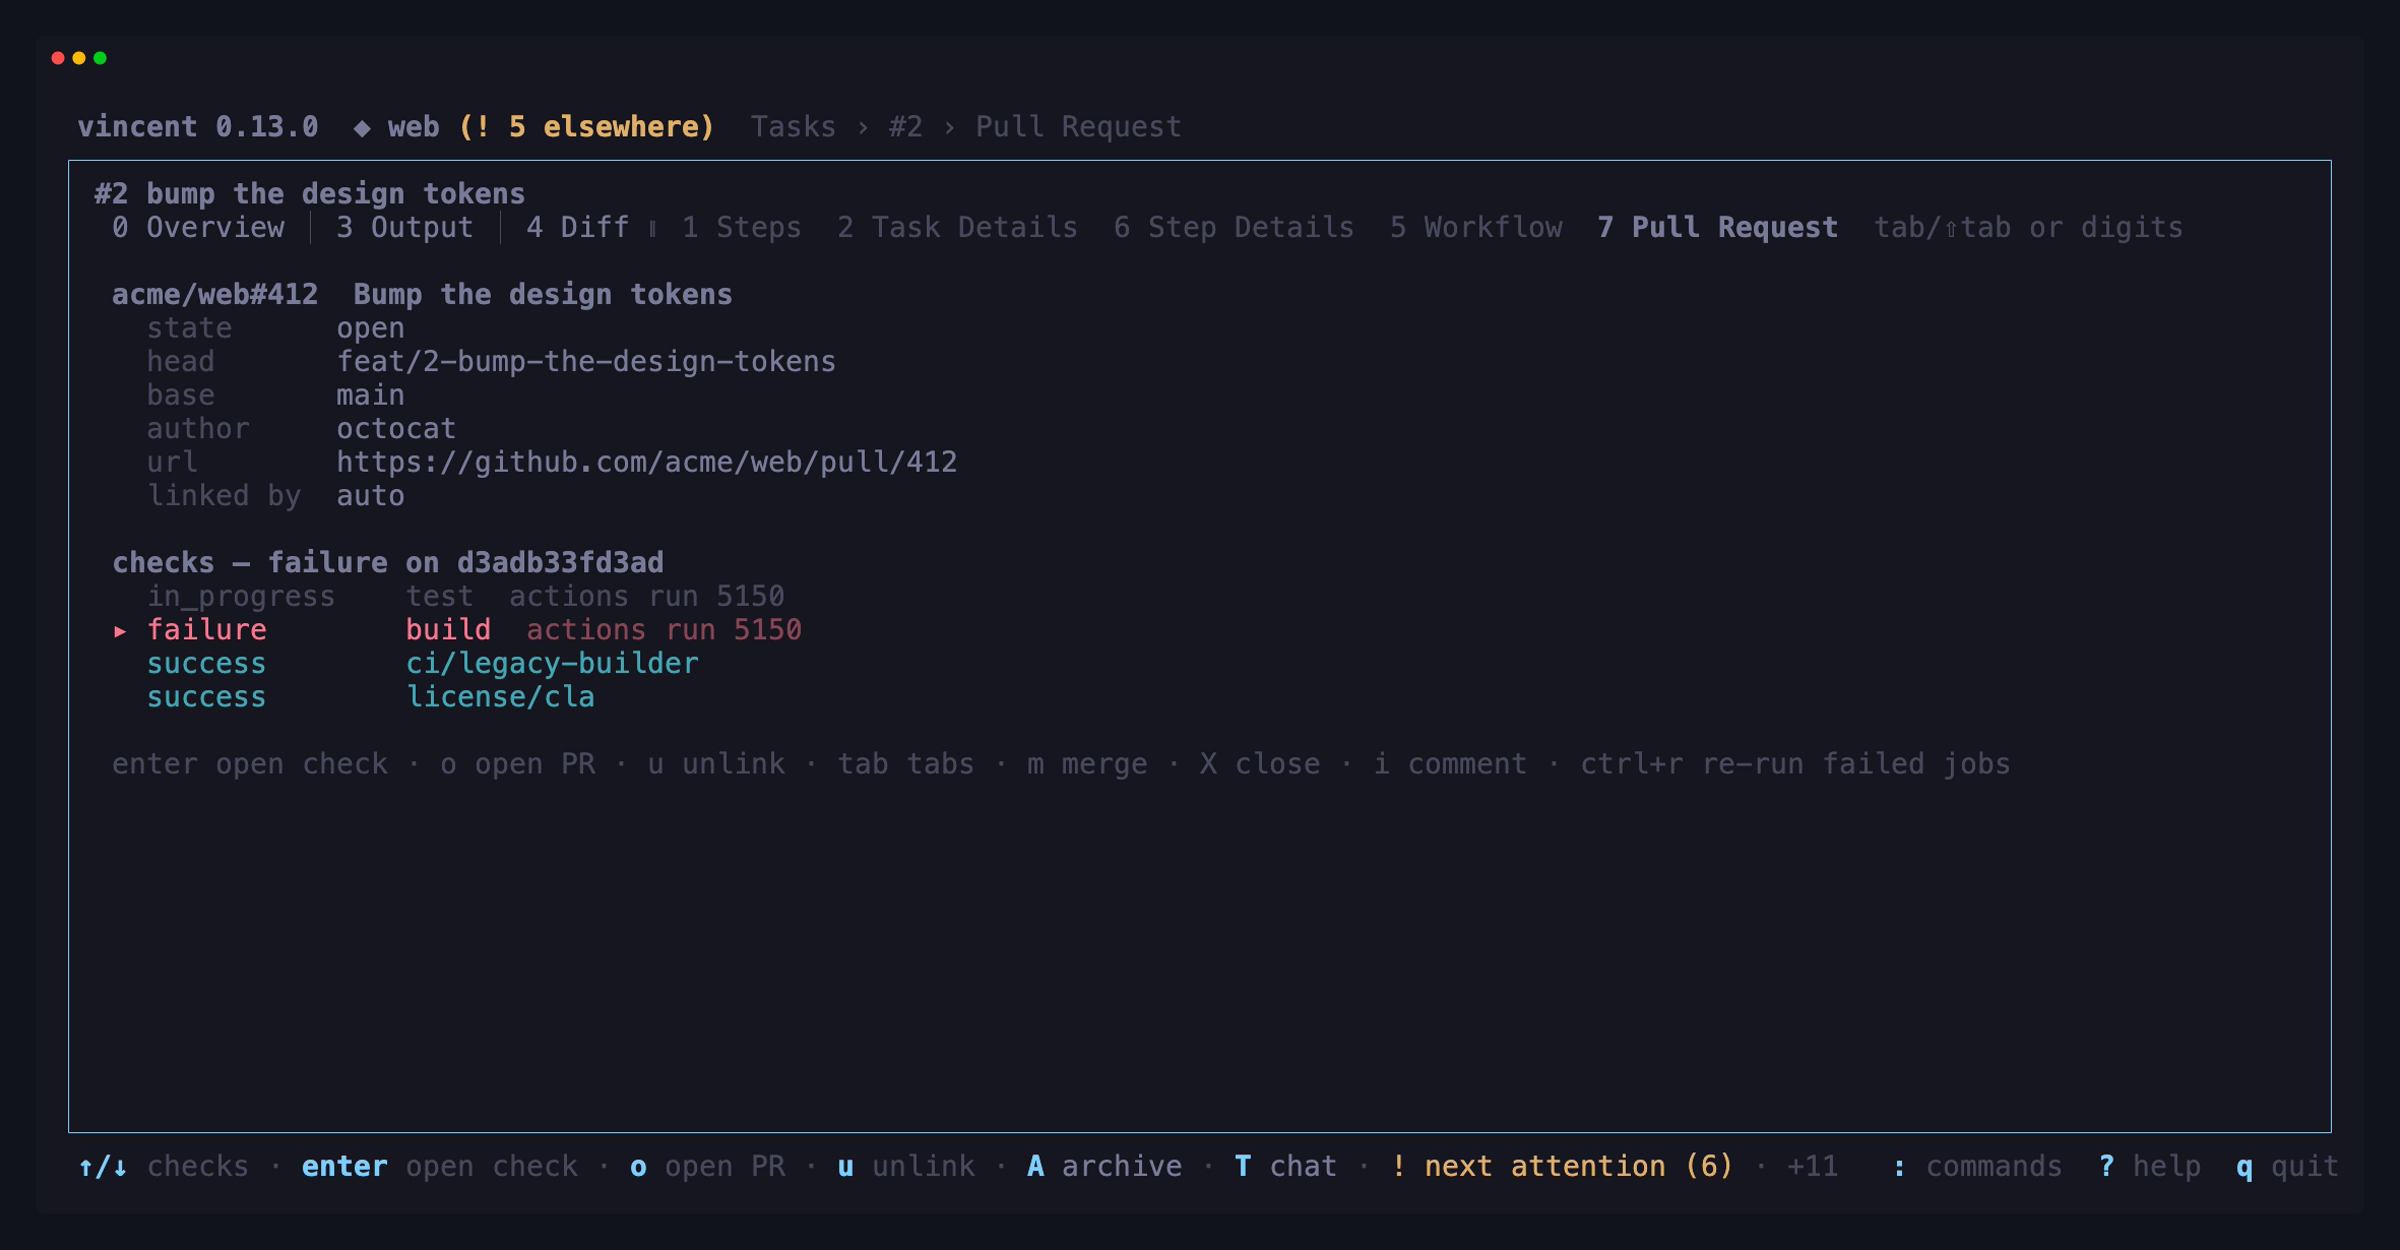 vincent 0.13.0  ◆ web (! 5 elsewhere)  Tasks › #2 › Pull Request
#2 bump the design tokens
0 Overview │ 3 Output │ 4 Diff ‖ 1 Steps  2 Task Details  6 Step Details  5 Workflow  7 Pull Request  tab/⇧tab or digits
acme/web#412  Bump the design tokens
state      open
head       feat/2-bump-the-design-tokens
base       main
author     octocat
url        https://github.com/acme/web/pull/412
linked by  auto
checks — failure on d3adb33fd3ad
in_progress    test  actions run 5150
▸ failure        build  actions run 5150
success        ci/legacy-builder
success        license/cla
enter open check · o open PR · u unlink · tab tabs · m merge · X close · i comment · ctrl+r re-run failed jobs
↑/↓ checks · enter open check · o open PR · u unlink · A archive · T chat · ! next attention (6) · +11   : commands  ? help  q quit